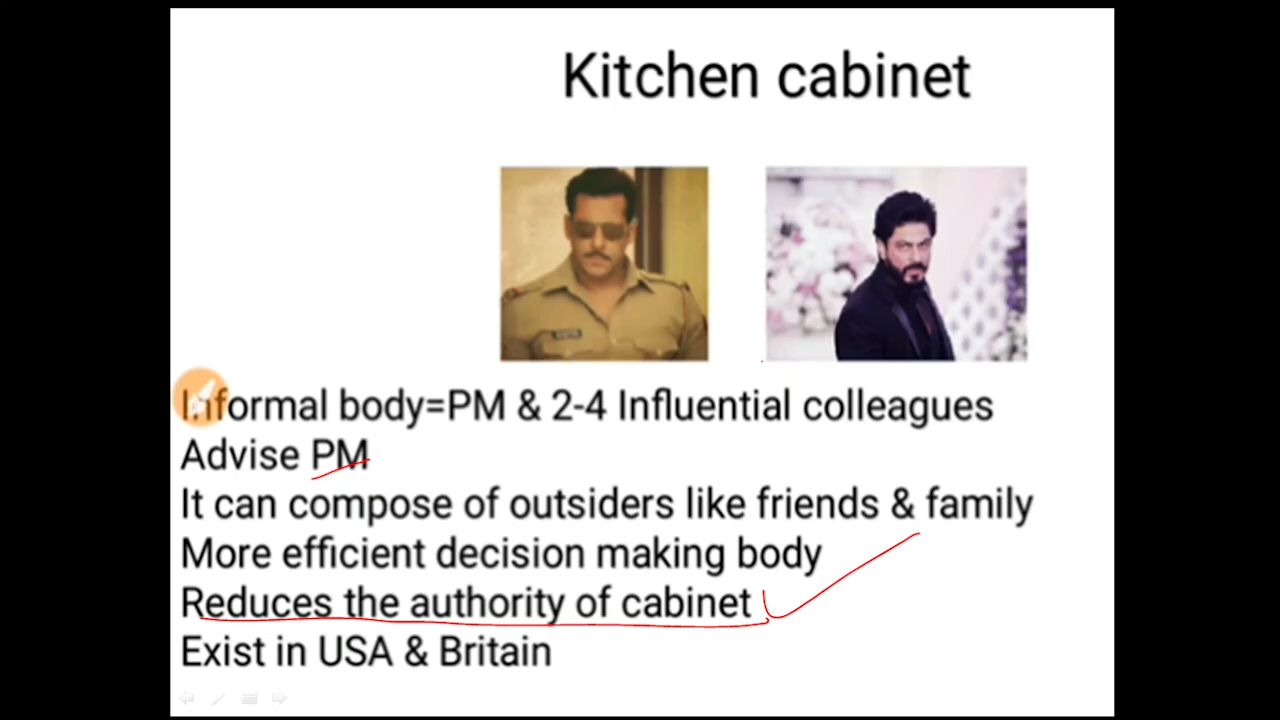 Kitchen cabinet
Informal body=PM & 2-4 Influential colleagues
Advise PM
It can compose of outsiders like friends & family
More efficient decision making body
Reduces the authority of cabinet
Exist in USA & Britain